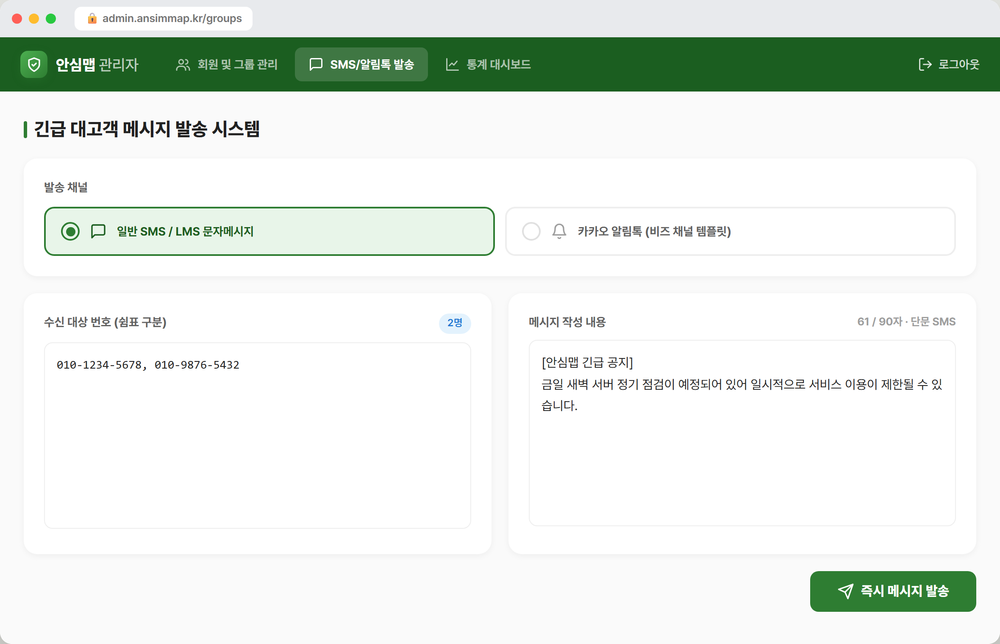 admin.ansimmap.kr/groups
안심맵 관리자
회원 및 그룹 관리
SMS/알림톡 발송
통계 대시보드
로그아웃
긴급 대고객 메시지 발송 시스템
발송 채널
일반 SMS / LMS 문자메시지
카카오 알림톡 (비즈 채널 템플릿)
수신 대상 번호 (쉼표 구분)
2명
010-1234-5678, 010-9876-5432
메시지 작성 내용
61 / 90자 · 단문 SMS
[안심맵 긴급 공지]
금일 새벽 서버 정기 점검이 예정되어 있어 일시적으로 서비스 이용이 제한될 수 있
습니다.
즉시 메시지 발송